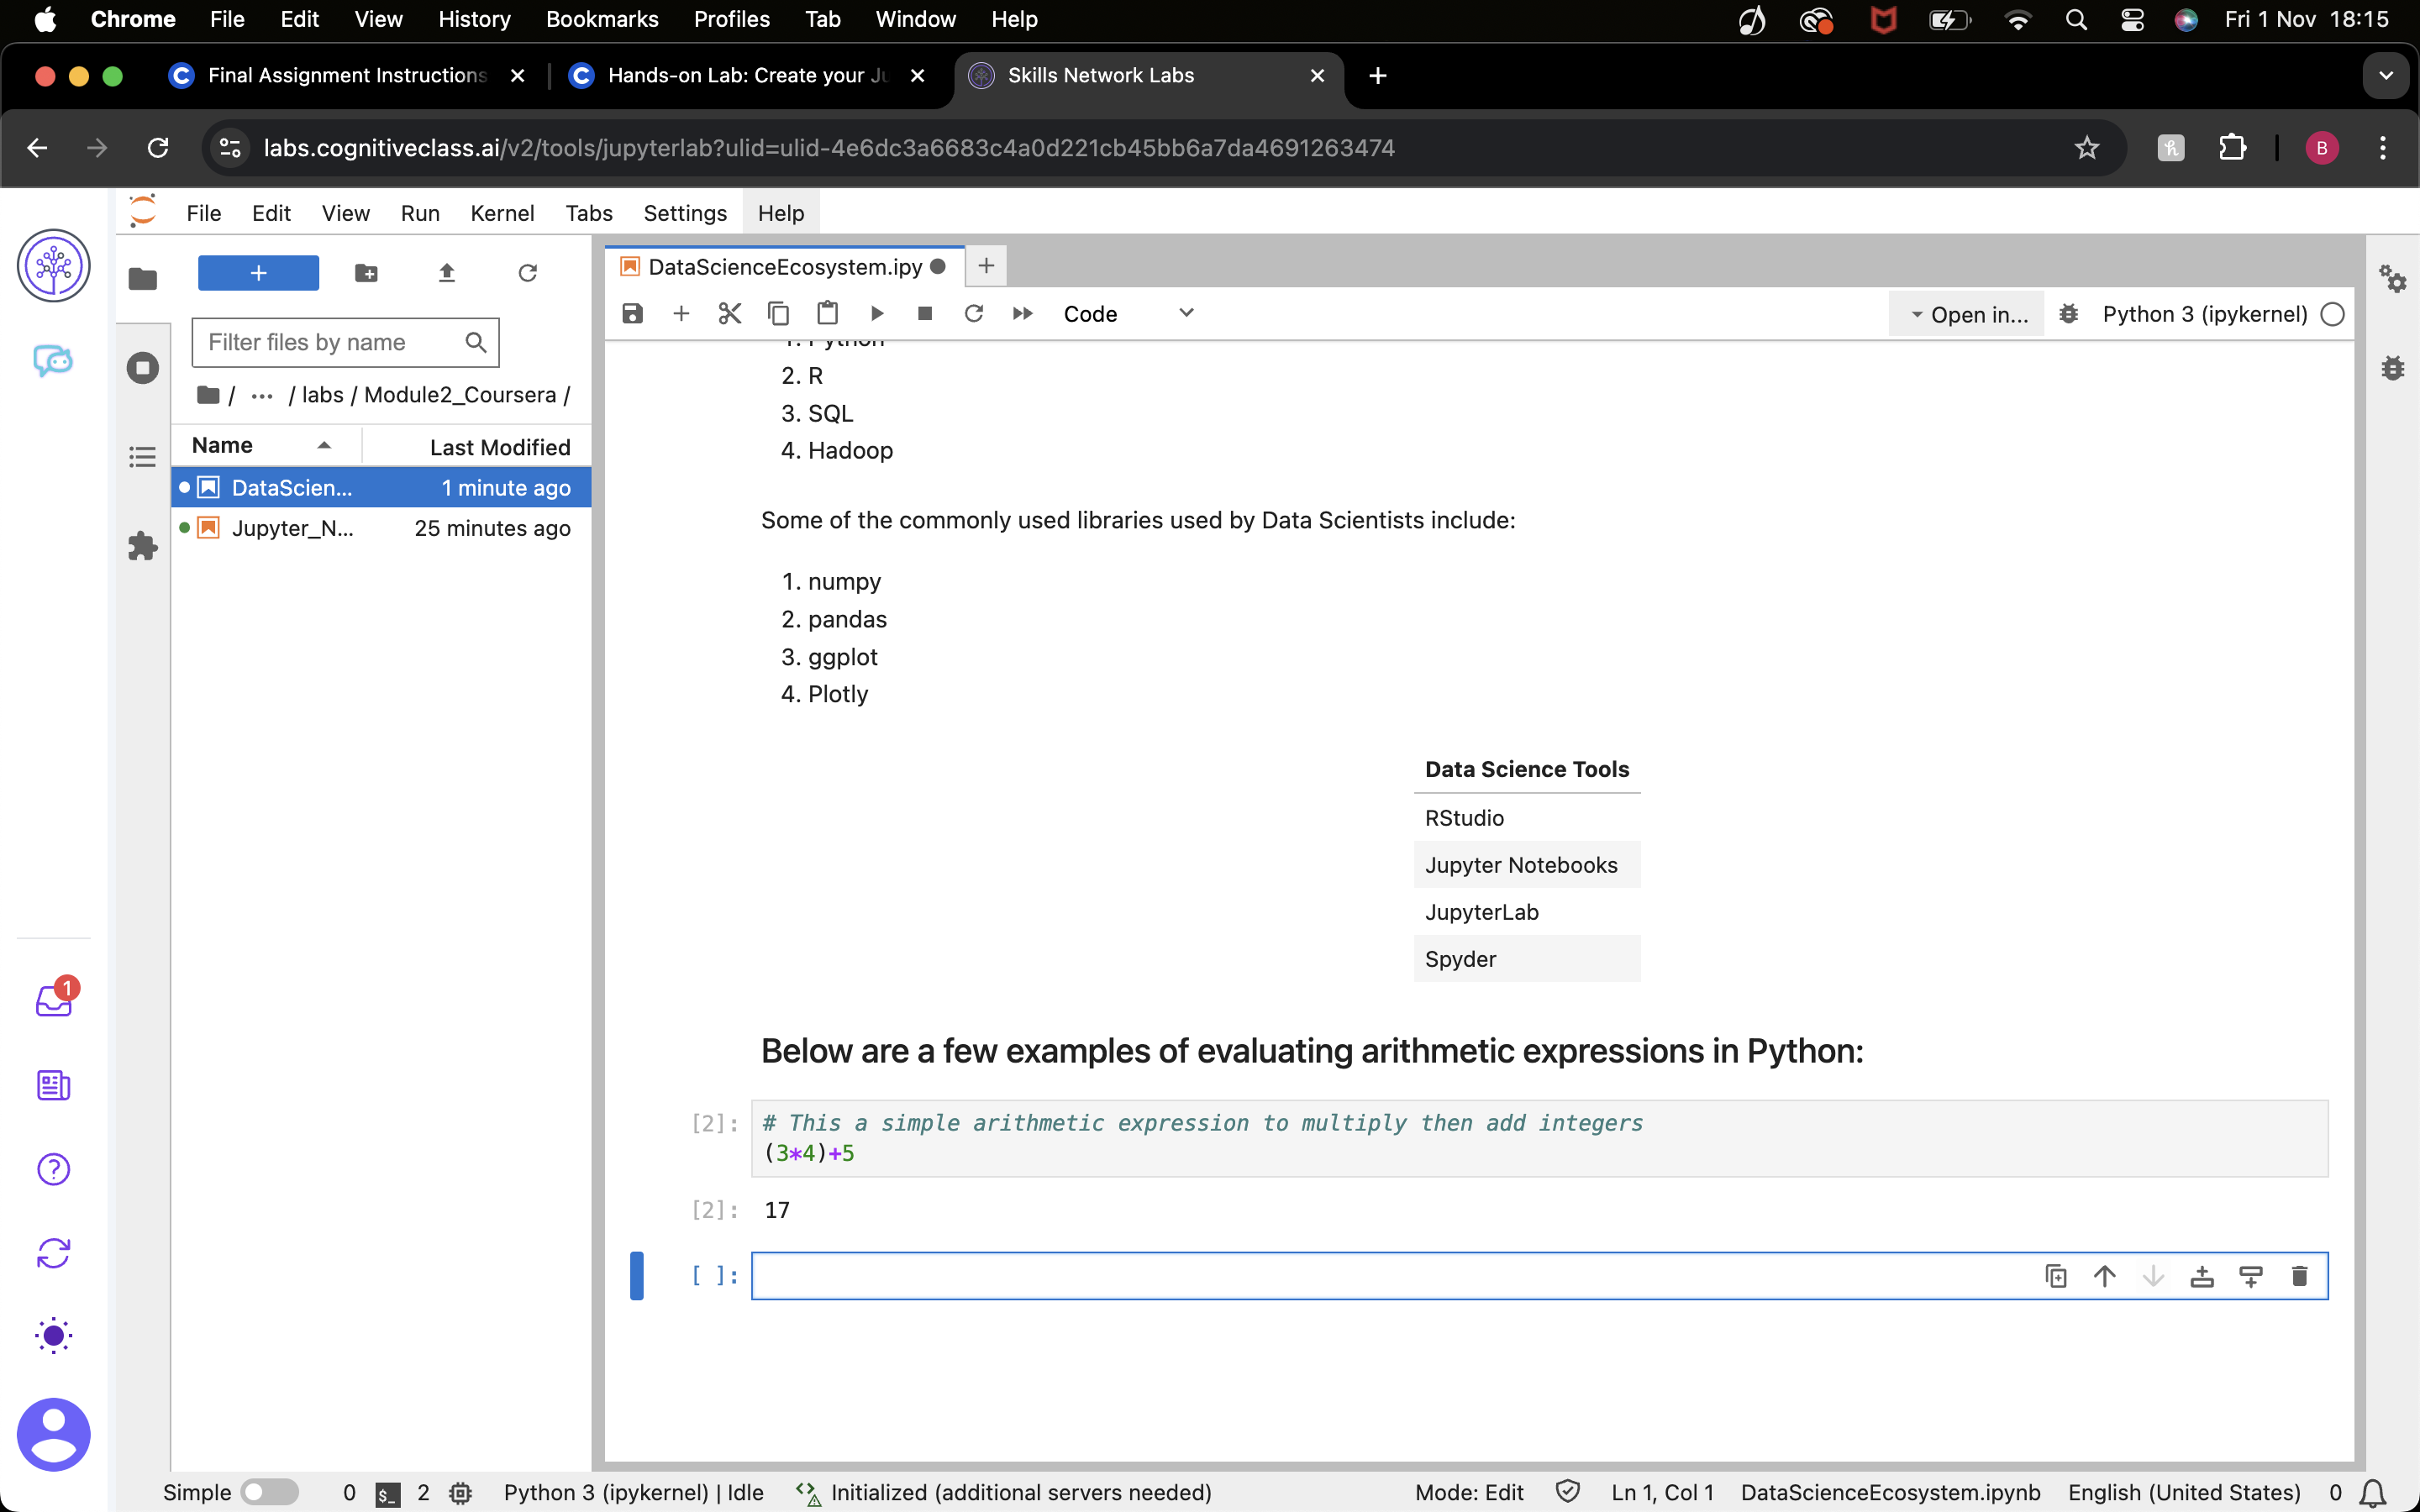 Chrome File Edit View History Bookmarks Profiles Tab Window Help Fri 1 Nov 18:15
Final Assignment Instructions Hands-on Lab: Create your Ju Skills Network Labs
labs.cognitiveclass.ai/v2/tools/jupyterlab?ulid=ulid-4e6dc3a6683c4a0d221cb45bb6a7da4691263474 B
File Edit View Run Kernel Tabs Settings Help
DataScienceEcosystem.ipy
Code Open in... Python 3 (ipykernel)
Filter files by name
/ ... / labs / Module2_Coursera /
Name Last Modified
DataScien... 1 minute ago
Jupyter_N... 25 minutes ago
1. Python
2. R
3. SQL
4. Hadoop
Some of the commonly used libraries used by Data Scientists include:
1. numpy
2. pandas
3. ggplot
4. Plotly
Data Science Tools
RStudio
Jupyter Notebooks
JupyterLab
Spyder
1
Below are a few examples of evaluating arithmetic expressions in Python:
[2]: # This a simple arithmetic expression to multiply then add integers
(3*4)+5
[2]: 17
[ ]:
Simple 0 $_ 2 Python 3 (ipykernel) | Idle Initialized (additional servers needed) Mode: Edit Ln 1, Col 1 DataScienceEcosystem.ipynb English (United States) 0